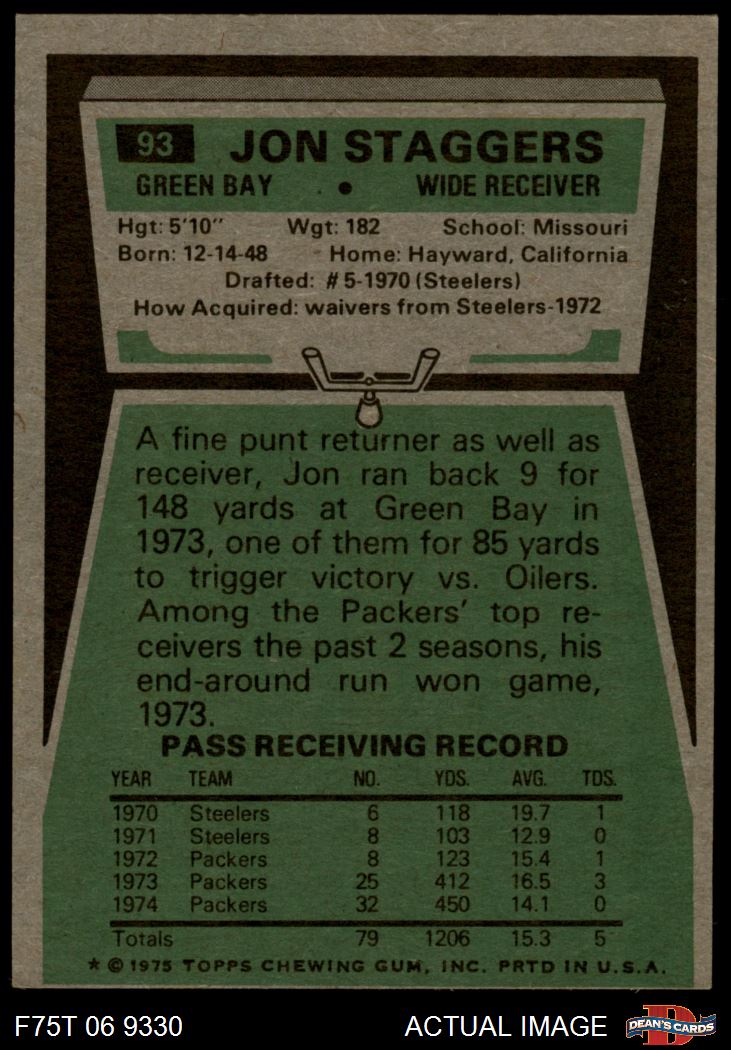 93 JON STAGGERS
GREEN BAY • WIDE RECEIVER
Hgt: 5'10" Wgt: 182 School: Missouri
Born: 12-14-48 Home: Hayward, California
Drafted: #5-1970 (Steelers)
How Acquired: waivers from Steelers-1972
A fine punt returner as well as
receiver, Jon ran back 9 for
148 yards at Green Bay in
1973, one of them for 85 yards
to trigger victory vs. Oilers.
Among the Packers' top re-
ceivers the past 2 seasons, his
end-around run won game,
1973.
PASS RECEIVING RECORD
YEAR TEAM NO. YDS. AVG. TDS.
1970 Steelers 6 118 19.7 1
1971 Steelers 8 103 12.9 0
1972 Packers 8 123 15.4 1
1973 Packers 25 412 16.5 3
1974 Packers 32 450 14.1 0
Totals 79 1206 15.3 5
* © 1975 TOPPS CHEWING GUM, INC. PRTD IN U.S.A.
F75T 06 9330 ACTUAL IMAGE D DEAN'S CARDS